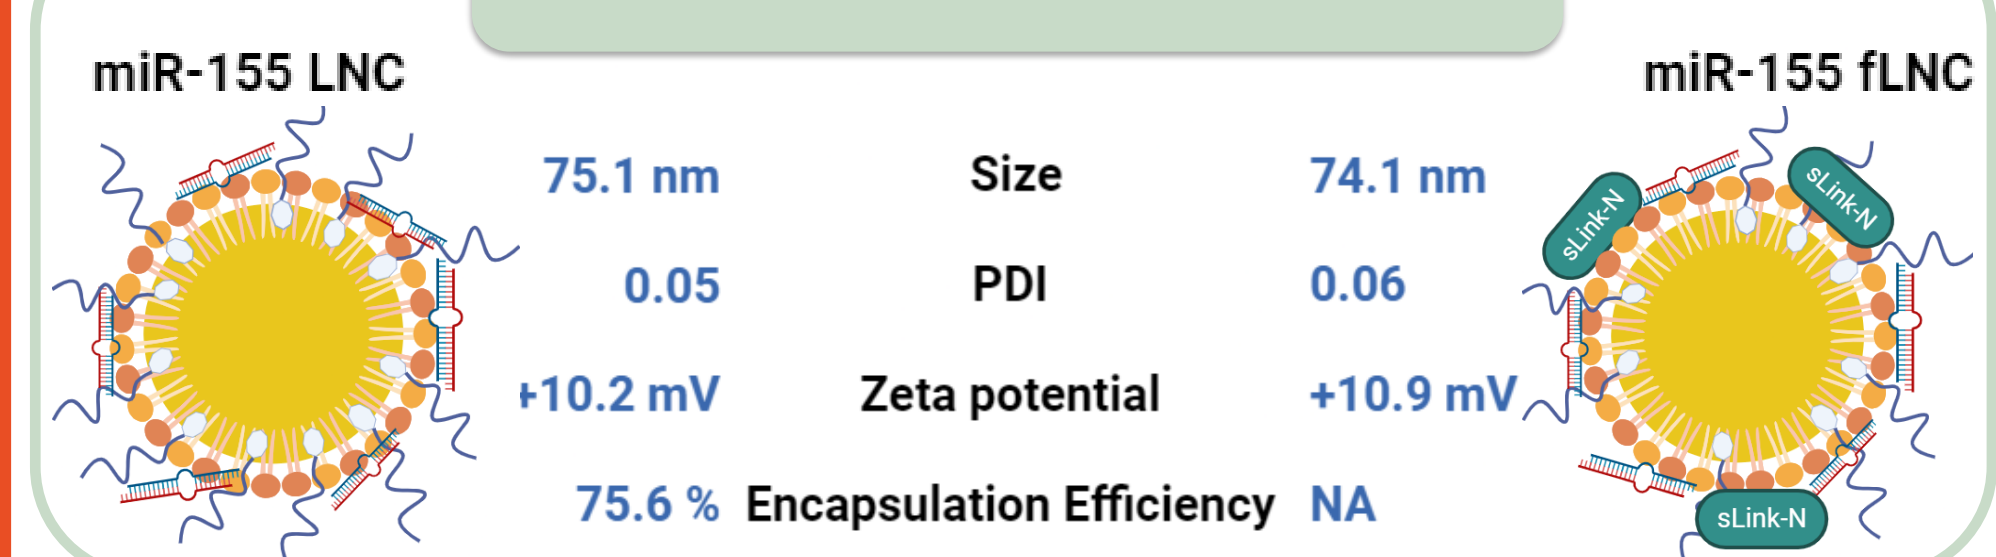 miR-155 LNC
miR-155 fLNC
75.1 nm Size 74.1 nm
0.05 PDI 0.06
+10.2 mV Zeta potential +10.9 mV
75.6 % Encapsulation Efficiency NA
sLink-N
sLink-N
sLink-N